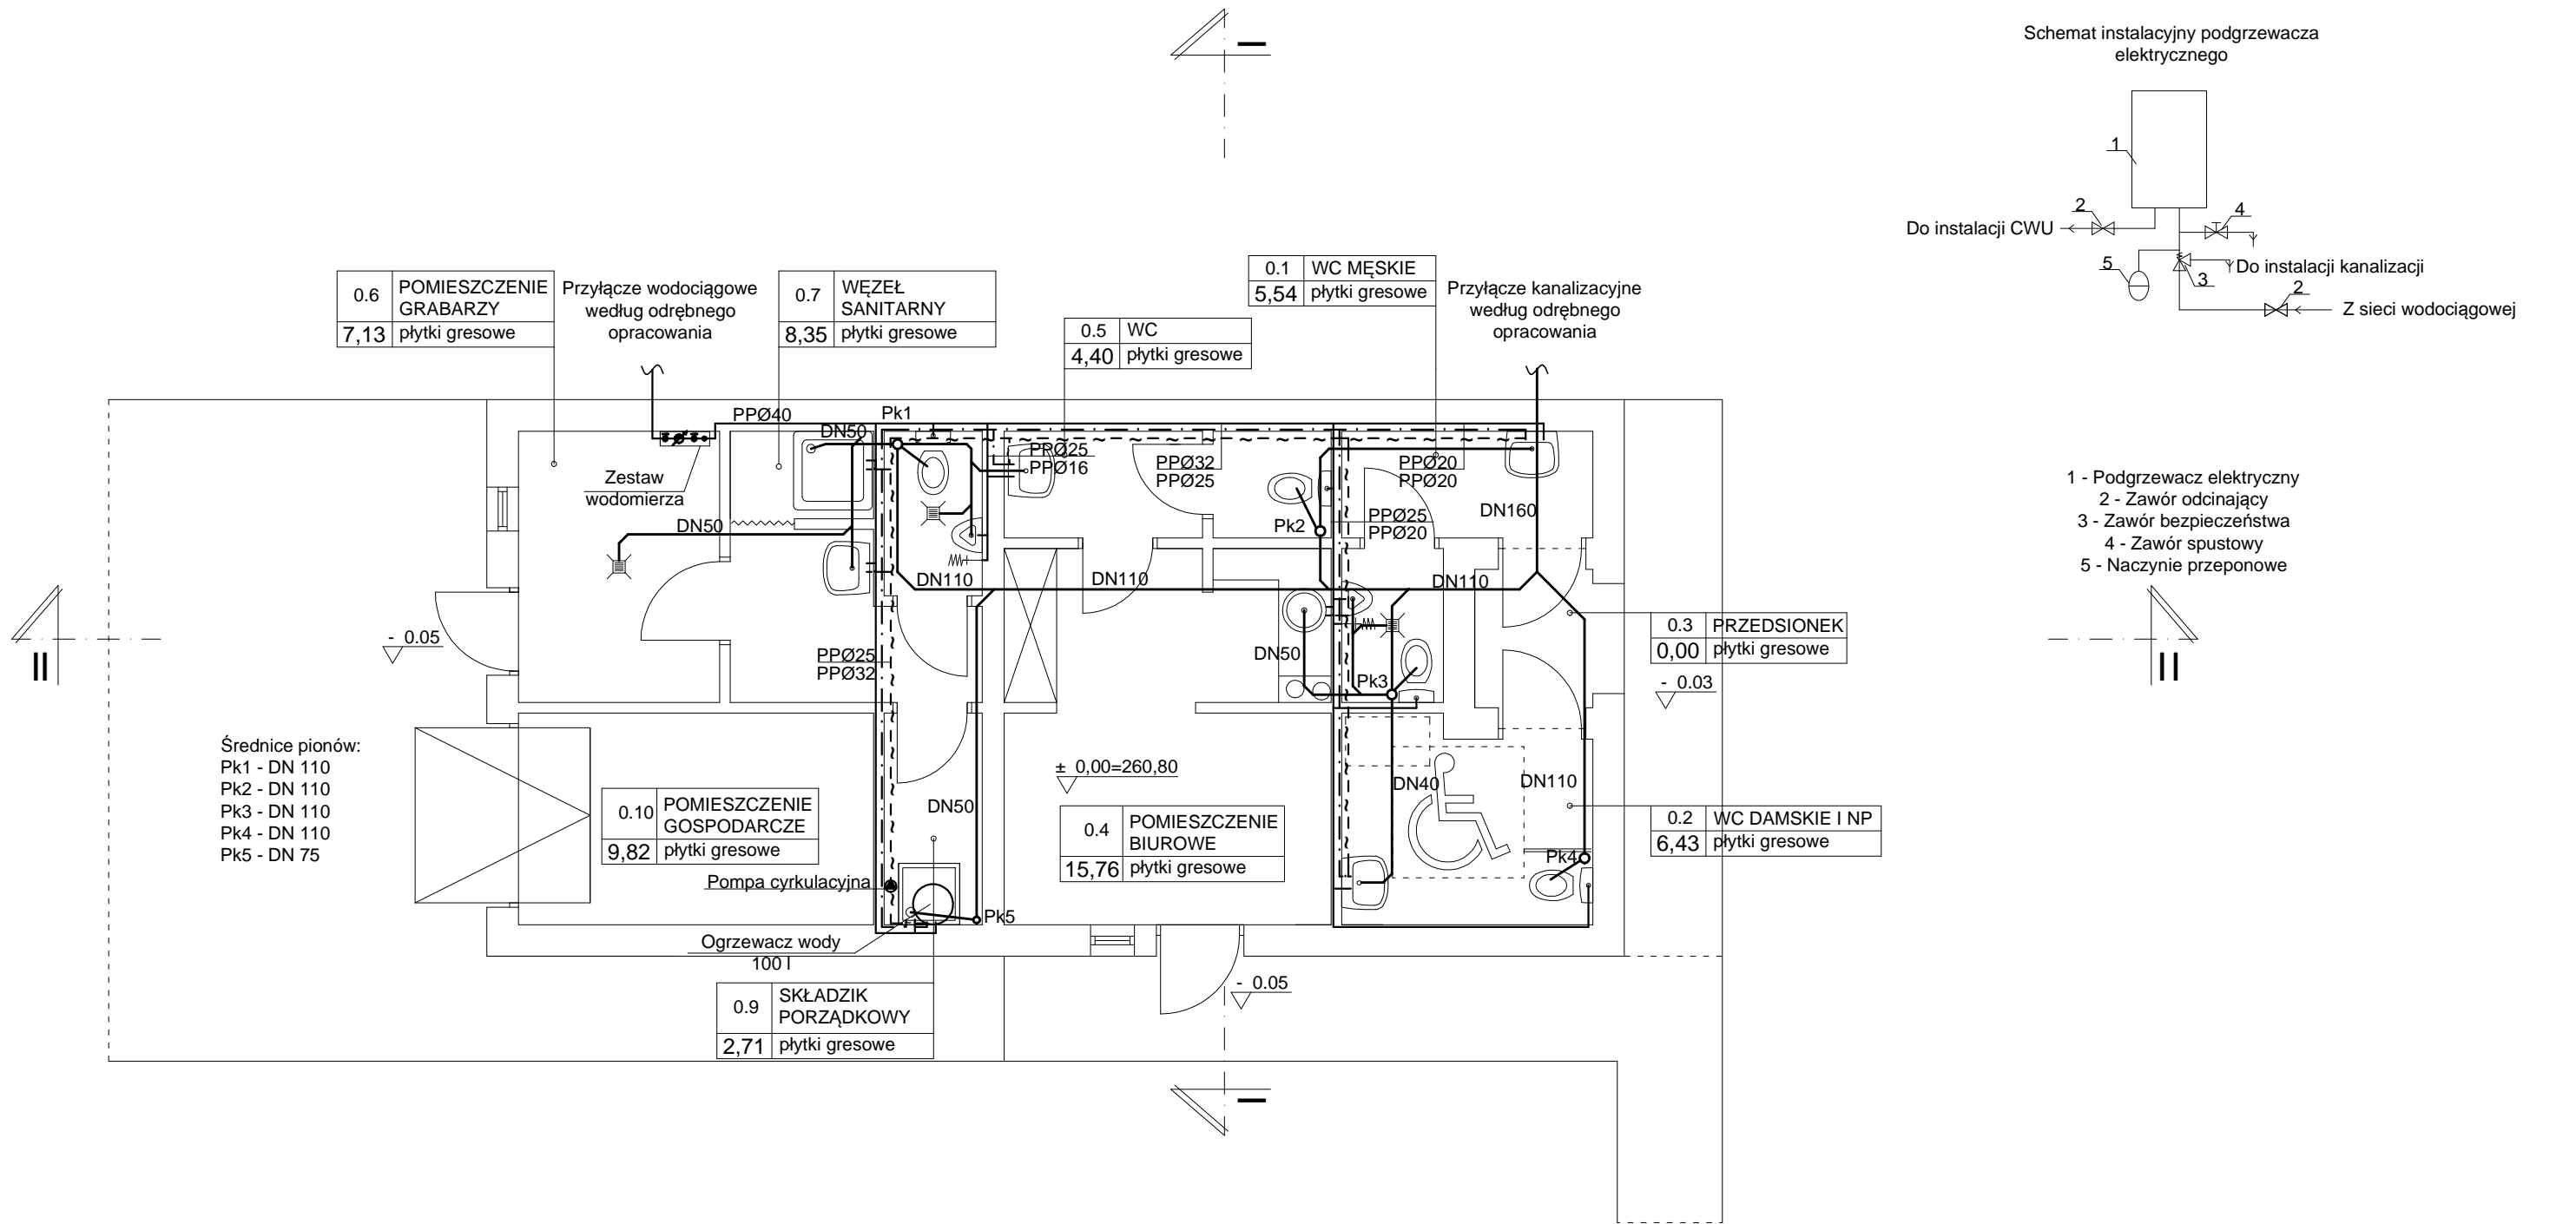 I
Schemat instalacyjny podgrzewacza
elektrycznego
1
2
4
Do instalacji CWU
5
3
Do instalacji kanalizacji
2
Z sieci wodociągowej
1 - Podgrzewacz elektryczny
2 - Zawór odcinający
3 - Zawór bezpieczeństwa
4 - Zawór spustowy
5 - Naczynie przeponowe
0.6 POMIESZCZENIE
GRABARZY
7,13 płytki gresowe
Przyłącze wodociągowe
według odrębnego
opracowania
0.7 WĘZEŁ
SANITARNY
8,35 płytki gresowe
0.5 WC
4,40 płytki gresowe
0.1 WC MĘSKIE
5,54 płytki gresowe
Przyłącze kanalizacyjne
według odrębnego
opracowania
PPØ40
Pk1
DN50
Zestaw
wodomierza
PPØ25
PPØ16
PPØ32
PPØ25
PPØ20
PPØ20
DN50
Pk2
PPØ25
PPØ20
DN160
DN110
DN110
DN110
- 0.05
II
PPØ25
PPØ32
DN50
Pk3
0.3 PRZEDSIONEK
0,00 płytki gresowe
- 0.03
II
Średnice pionów:
Pk1 - DN 110
Pk2 - DN 110
Pk3 - DN 110
Pk4 - DN 110
Pk5 - DN 75
± 0,00=260,80
DN40
DN110
0.10 POMIESZCZENIE
GOSPODARCZE
9,82 płytki gresowe
DN50
0.4 POMIESZCZENIE
BIUROWE
15,76 płytki gresowe
0.2 WC DAMSKIE I NP
6,43 płytki gresowe
Pompa cyrkulacyjna
Pk4
Pk5
Ogrzewacz wody
100 l
0.9 SKŁADZIK
PORZĄDKOWY
2,71 płytki gresowe
- 0.05
I